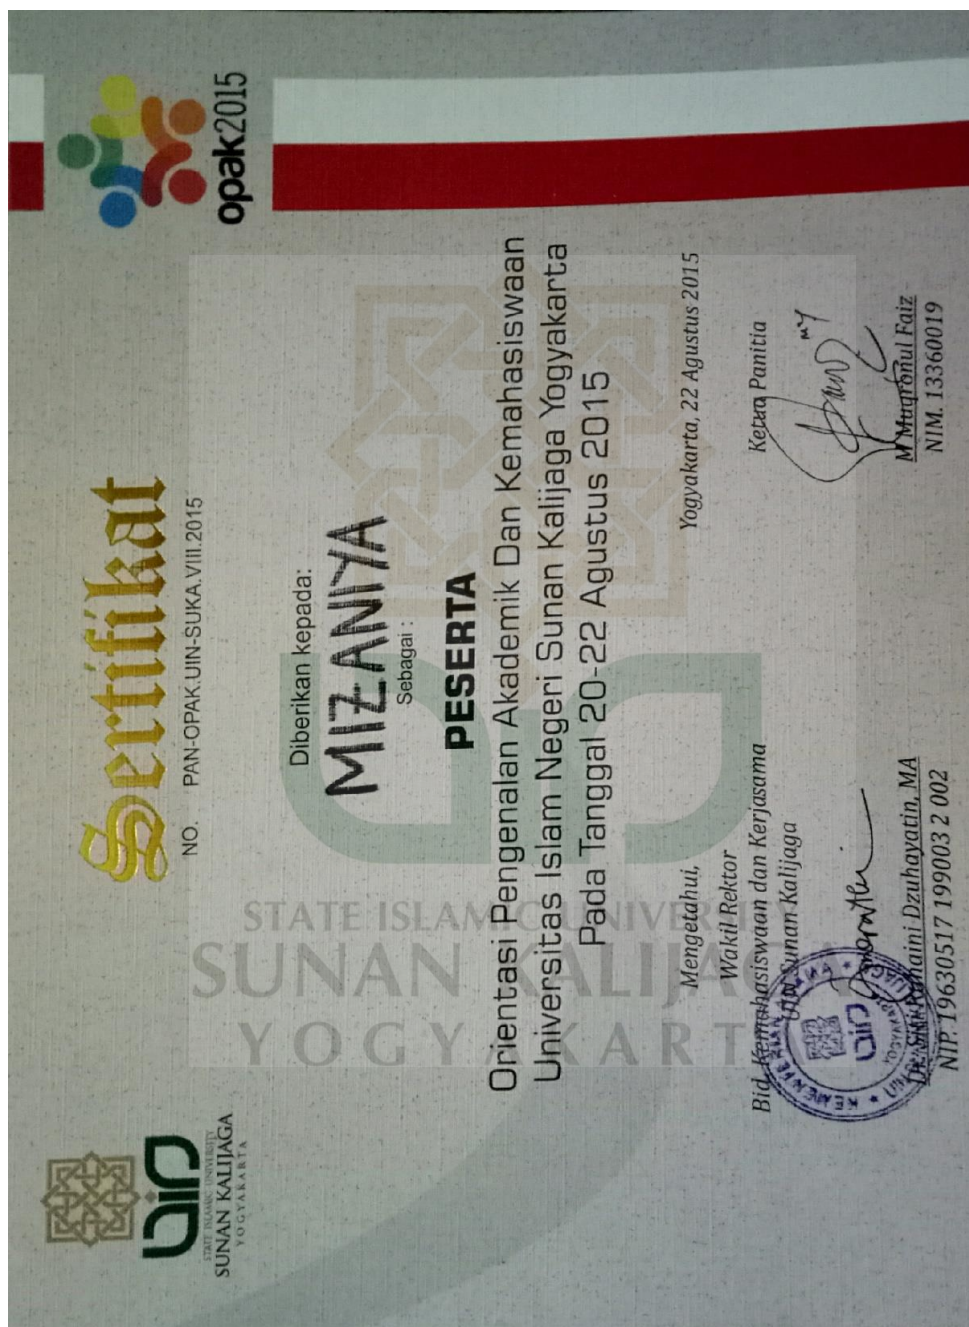 STATE ISLAMIC UNIVERSITY
SUNAN KALIJAGA
YOGYAKARTA
opak2015
Sertifikat
NO. PAN-OPAK.UIN-SUKA.VIII.2015
Diberikan kepada:
MIZANIYA
Sebagai :
PESERTA
Orientasi Pengenalan Akademik Dan Kemahasiswaan
Universitas Islam Negeri Sunan Kalijaga Yogyakarta
Pada Tanggal 20-22 Agustus 2015
Yogyakarta, 22 Agustus 2015
Mengetahui,
Wakil Rektor
Bid. Kemahasiswaan dan Kerjasama
UIN Sunan Kalijaga
Ruhaini Dzuhayatin, MA
NIP. 19630517 199003 2 002
Ketua Panitia
M Muqronul Faiz
NIM. 13360019
STATE ISLAMIC UNIVERSITY
SUNAN KALIJAGA
YOGYAKARTA